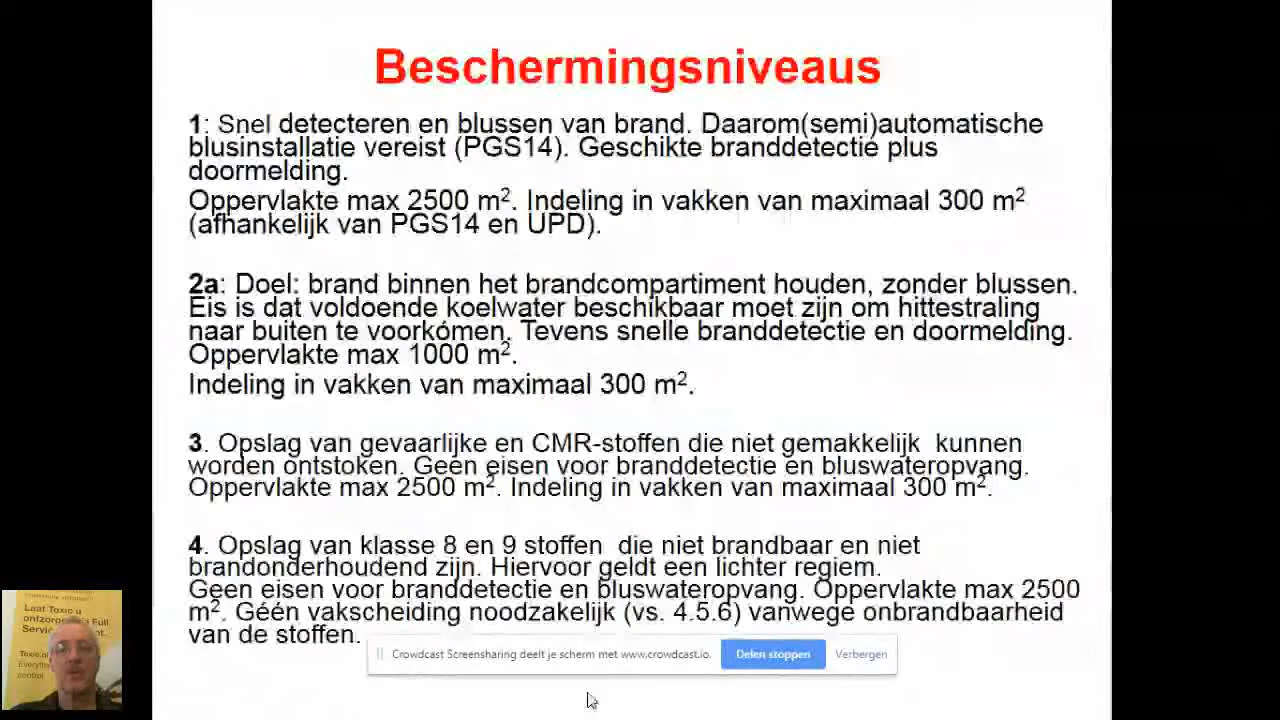 Beschermingsniveaus
1: Snel detecteren en blussen van brand. Daarom(semi)automatische
blusinstallatie vereist (PGS14). Geschikte branddetectie plus
doormelding.
Oppervlakte max 2500 m². Indeling in vakken van maximaal 300 m²
(afhankelijk van PGS14 en UPD).
2a: Doel: brand binnen het brandcompartiment houden, zonder blussen.
Eis is dat voldoende koelwater beschikbaar moet zijn om hittestraling
naar buiten te voorkómen. Tevens snelle branddetectie en doormelding.
Oppervlakte max 1000 m².
Indeling in vakken van maximaal 300 m².
3. Opslag van gevaarlijke en CMR-stoffen die niet gemakkelijk kunnen
worden ontstoken. Geen eisen voor branddetectie en bluswateropvang.
Oppervlakte max 2500 m². Indeling in vakken van maximaal 300 m².
4. Opslag van klasse 8 en 9 stoffen die niet brandbaar en niet
brandonderhoudend zijn. Hiervoor geldt een lichter regiem.
Geen eisen voor branddetectie en bluswateropvang. Oppervlakte max 2500
m². Géén vakscheiding noodzakelijk (vs. 4.5.6) vanwege onbrandbaarheid
van de stoffen.
Crowdcast Screensharing deelt je scherm met www.crowdcast.io.
Delen stoppen
Verbergen
Laat Toxic u
ontzorgen
Full
Toxic.nl
control